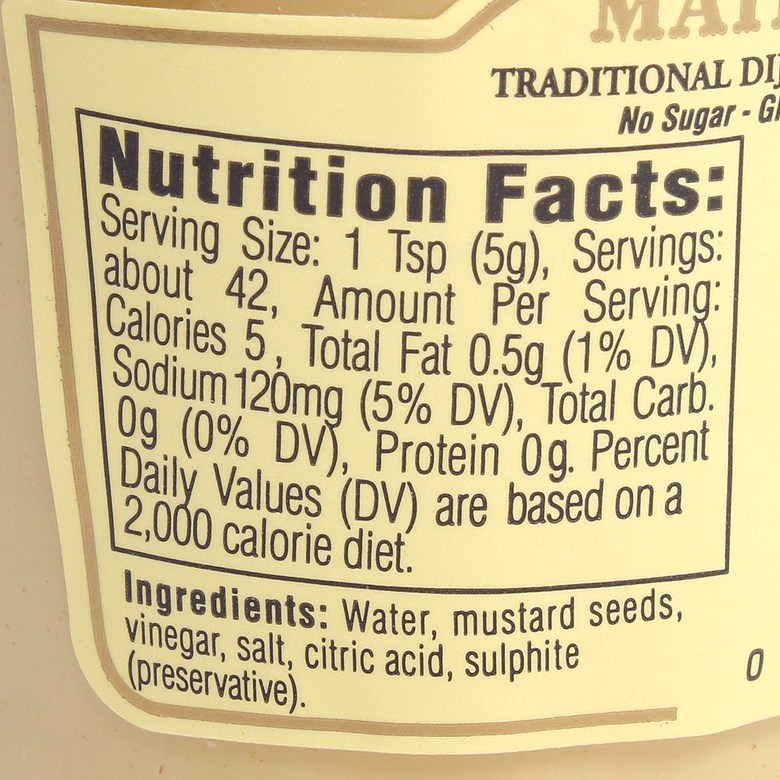 TRADITIONAL
No Sugar -
Nutrition Facts:
Serving Size: 1 Tsp (5g), Servings:
about 42, Amount Per Serving:
Calories 5, Total Fat 0.5g (1% DV),
Sodium 120mg (5% DV), Total Carb.
0g (0% DV), Protein 0g. Percent
Daily Values (DV) are based on a
2,000 calorie diet.
Ingredients: Water, mustard seeds,
vinegar, salt, citric acid, sulphite
(preservative).
0